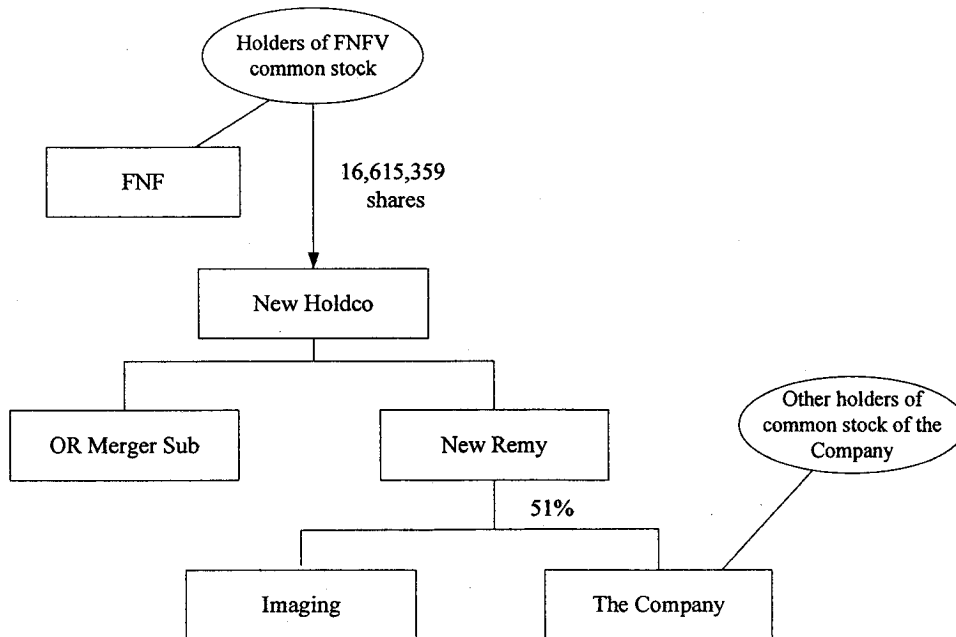 Holders of FNFV
common stock
FNF
16,615,359
shares
New Holdco
OR Merger Sub
New Remy
Other holders of
common stock of the
Company
51%
Imaging
The Company